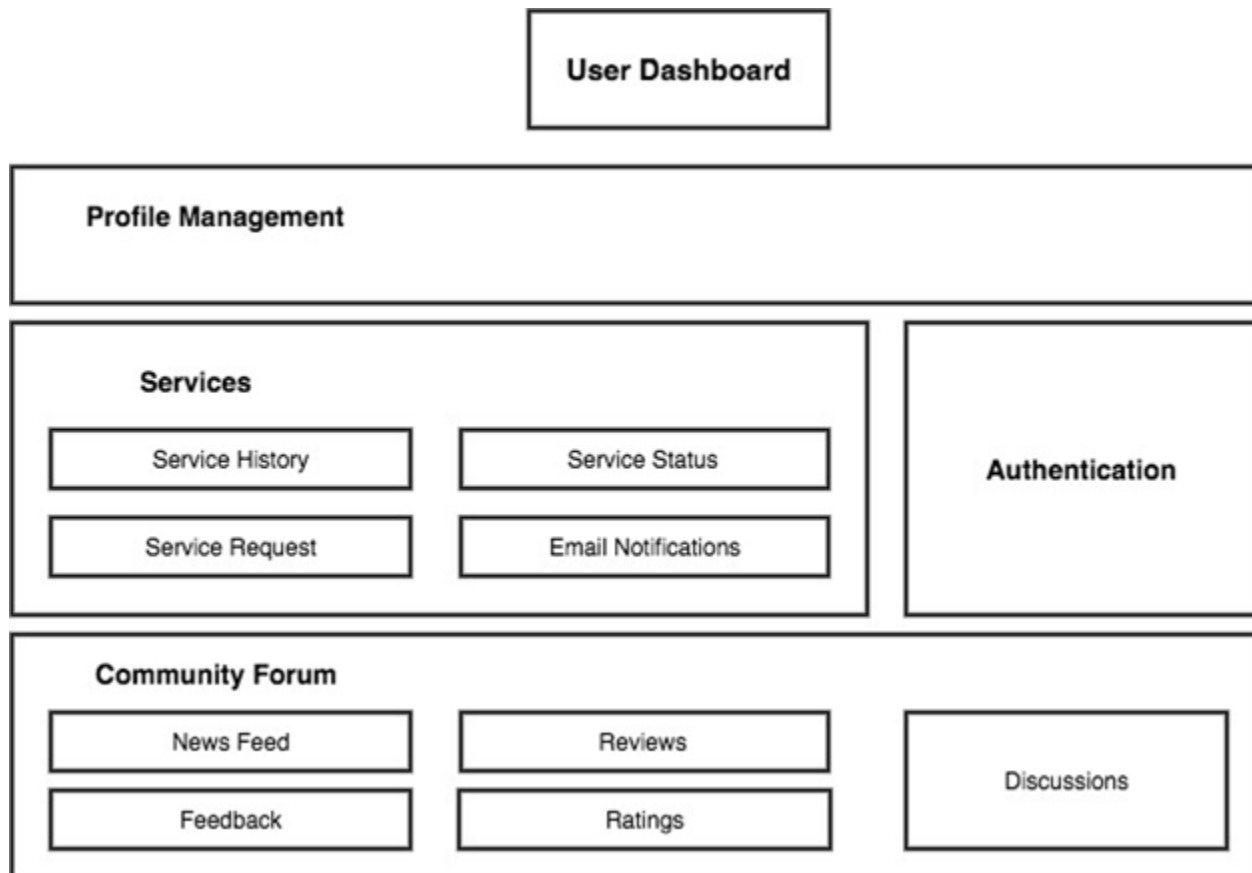 User Dashboard
Profile Management
Services
Service History
Service Status
Service Request
Email Notifications
Authentication
Community Forum
News Feed
Reviews
Feedback
Ratings
Discussions